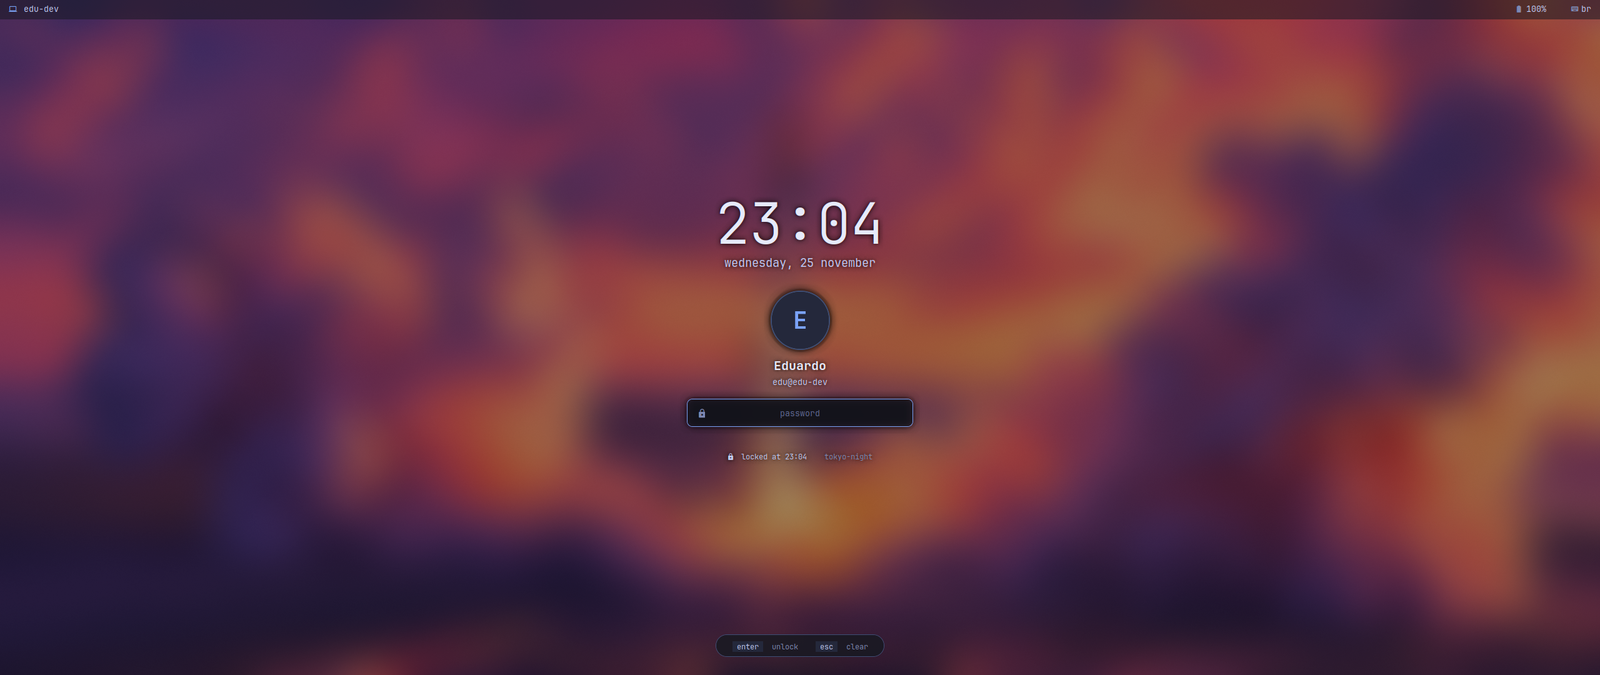 edu-dev
100%
br
23:04
wednesday, 25 november
E
Eduardo
edu@edu-dev
password
locked at 23:04 tokyo-night
enter unlock esc clear